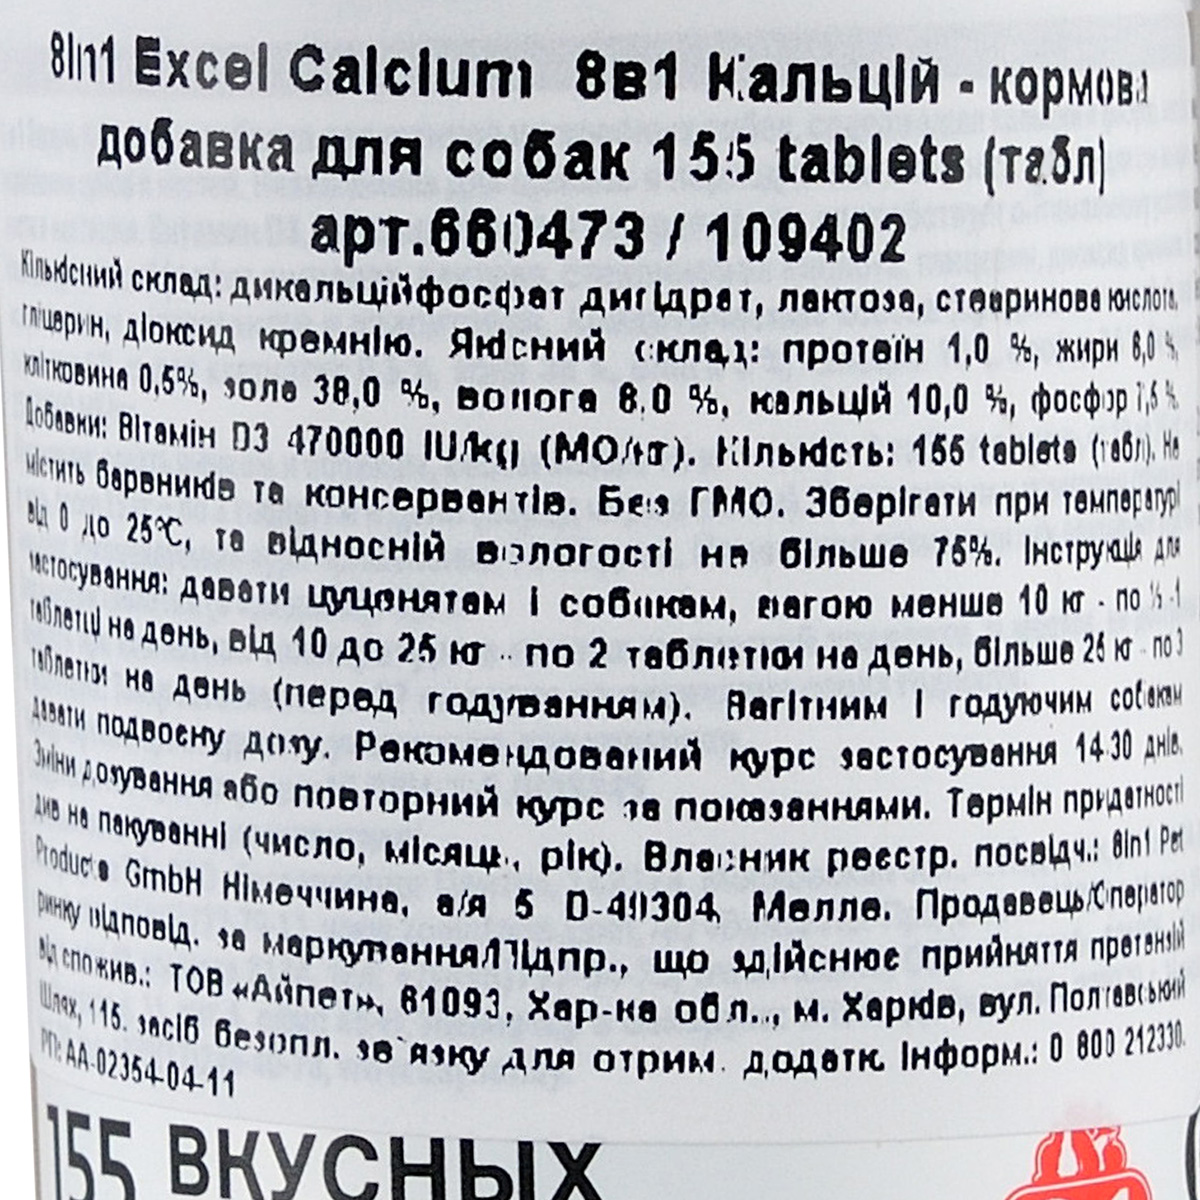 8In1 Excel Calcium 8в1 Кальцій - кормова
добавка для собак 155 tablets (табл)
арт.660473 / 109402
Кількісний склад: дикальційфосфат дигідрат, лактоза, стеаринова кислота,
гліцерин, діоксид кремнію. Якісний склад: протеїн 1,0 %, жири 6,0 %,
клітковина 0,5%, зола 38,0 %, волога 8,0 %, кальцій 10,0 %, фосфор 7,5 %.
Добавки: Вітамін D3 470000 IU/kg (МО/кг). Кількість: 155 tablets (табл). Не
містить барвників та консервантів. Без ГМО. Зберігати при температурі
від 0 до 25°С, та відносній вологості не більше 75%. Інструкція для
застосування: давати цуценятам і собакам, вагою менше 10 кг - по ½ -1
таблетці на день, від 10 до 25 кг - по 2 таблетки на день, більше 25 кг - по 3
таблетки на день (перед годуванням). Вагітним і годуючим собакам
давати подвоєну дозу. Рекомендований курс застосування 14-30 днів.
Зміни дозування або повторний курс за показаннями. Термін придатності
див на пакуванні (число, місяць, рік). Власник реєстр. посвідч.: 8In1 Pet
Products GmbH Німеччина, а/я 5 D-49304, Мелле. Продавець/Оператор
ринку відповід. за маркування/Підпр., що здійснює прийняття претензій
від спожив.: ТОВ «Айпет», 61093, Хар-ка обл.., м. Харків, вул. Полтавський
Шлях, 115. засіб безопл. зв`язку для отрим. додатк. Інформ.: 0 800 212330.
РП: АА-02354-04-11
155 ВКУСНЫХ